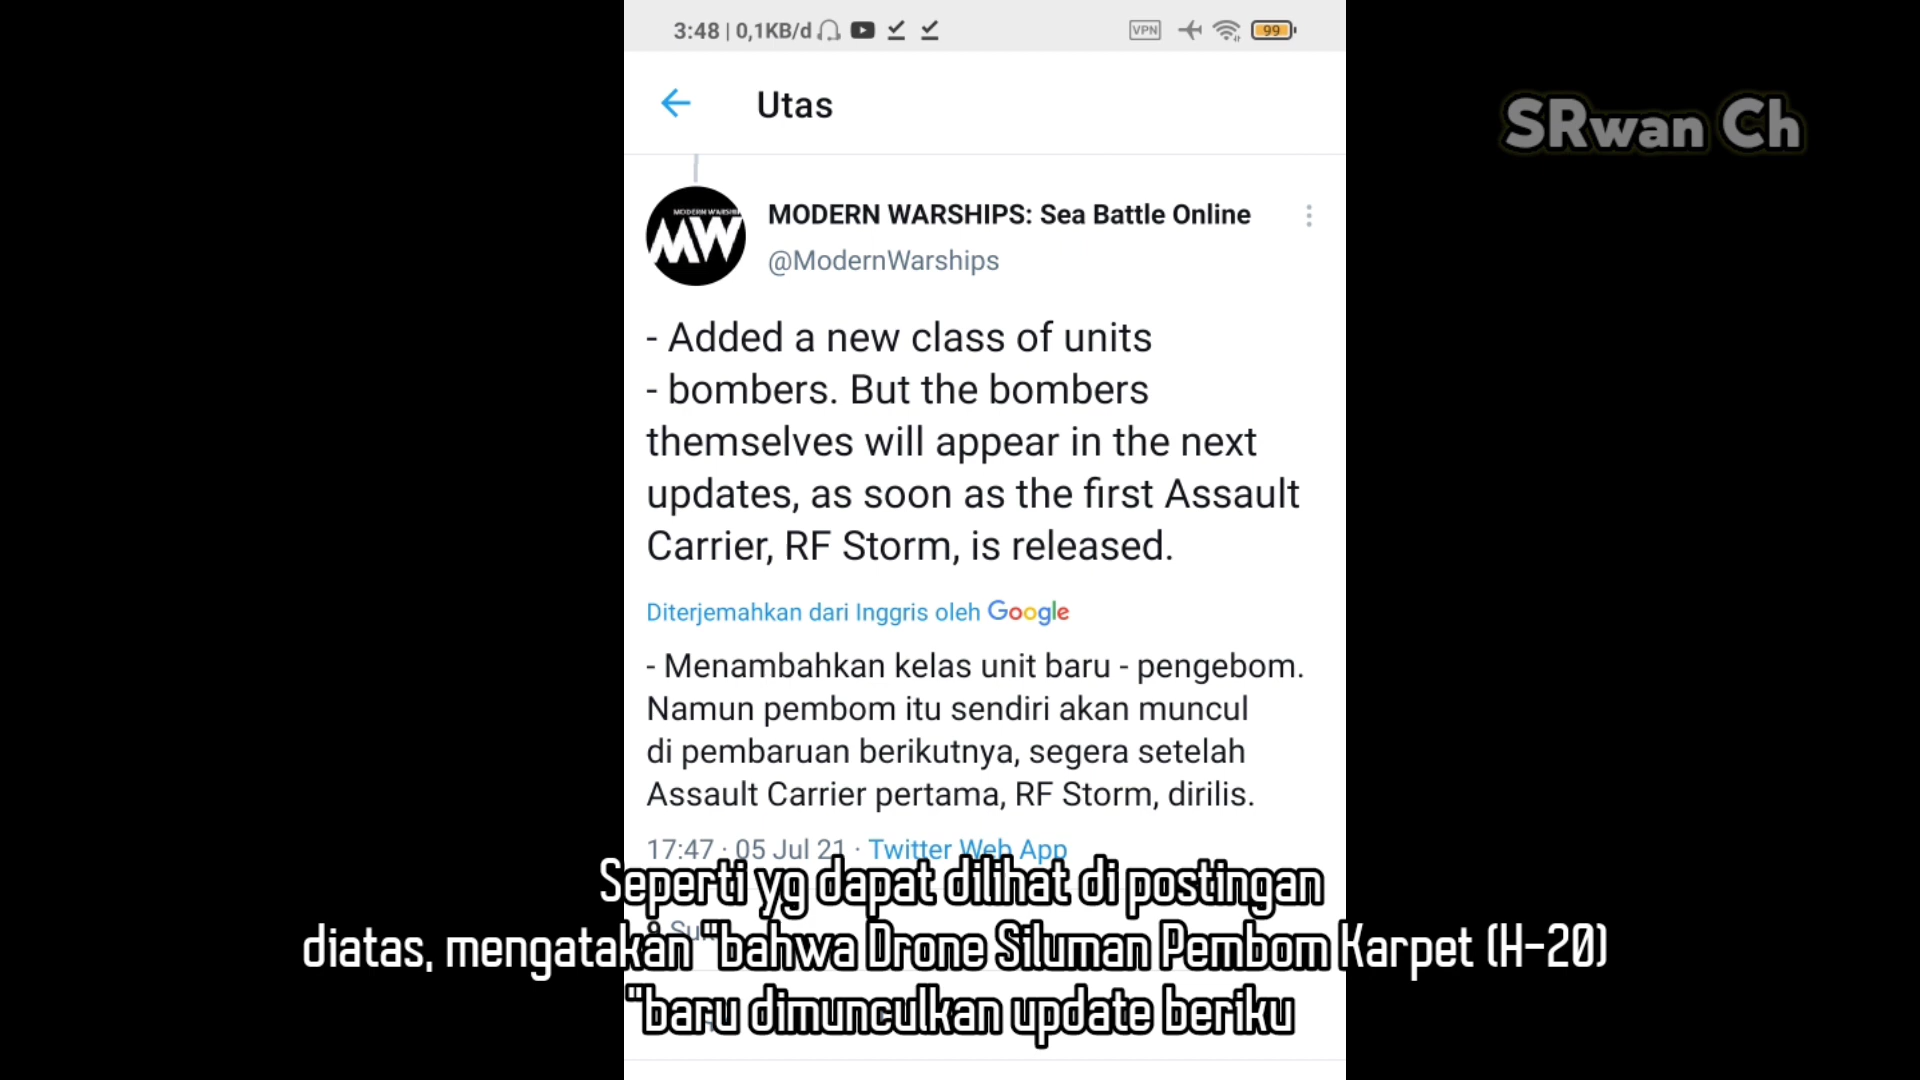 3:48 | 0,1KB/d
VPN
99
Utas
SRwan Ch
MODERN WARSHIPS
MW
MODERN WARSHIPS: Sea Battle Online
@ModernWarships
- Added a new class of units
- bombers. But the bombers
themselves will appear in the next
updates, as soon as the first Assault
Carrier, RF Storm, is released.
Diterjemahkan dari Inggris oleh Google
- Menambahkan kelas unit baru - pengebom.
Namun pembom itu sendiri akan muncul
di pembaruan berikutnya, segera setelah
Assault Carrier pertama, RF Storm, dirilis.
17:47 · 05 Jul 21 · Twitter Web App
Seperti yg dapat dilihat di postingan
diatas, mengatakan "bahwa Drone Siluman Pembom Karpet (H-20)
"baru dimunculkan update beriku